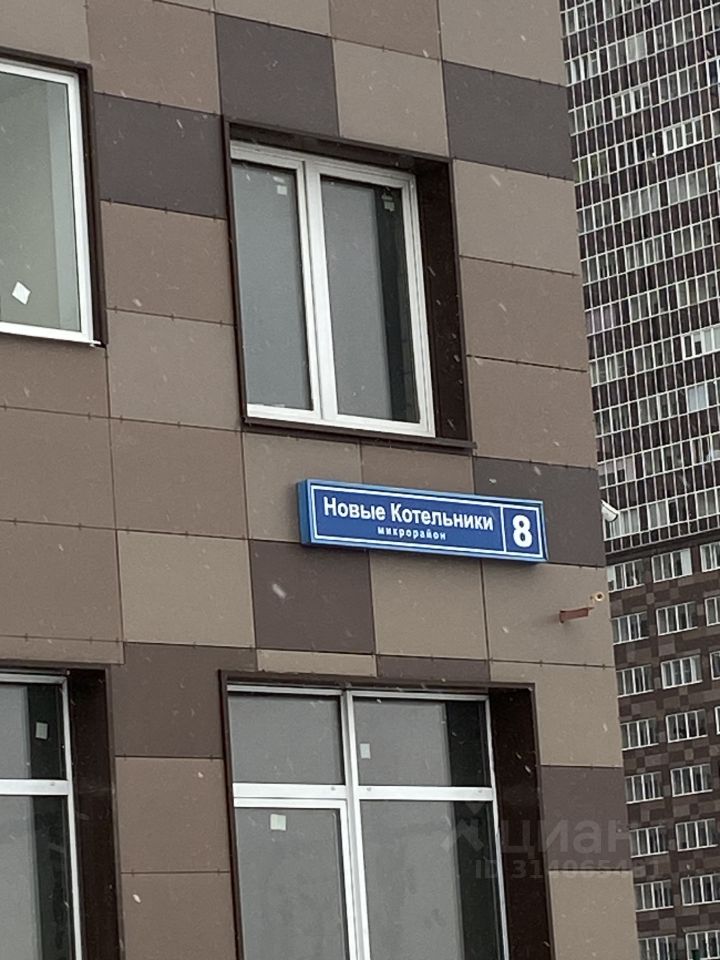 Новые Котельники
микрорайон
8
циан